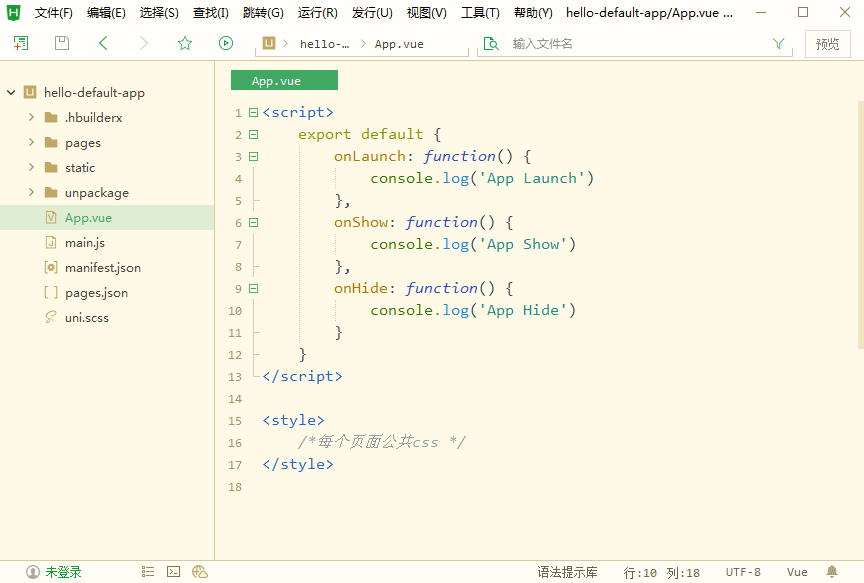 H 文件(F) 编辑(E) 选择(S) 查找(I) 跳转(G) 运行(R) 发行(U) 视图(V) 工具(T) 帮助(Y) hello-default-app/App.vue ...
U hello-... App.vue 输入文件名 预览
hello-default-app
.hbuilderx
pages
static
unpackage
App.vue
main.js
manifest.json
pages.json
uni.scss
App.vue
1 <script>
2 export default {
3 onLaunch: function() {
4 console.log('App Launch')
5 },
6 onShow: function() {
7 console.log('App Show')
8 },
9 onHide: function() {
10 console.log('App Hide')
11 }
12 }
13 </script>
14
15 <style>
16 /*每个页面公共css */
17 </style>
18
未登录 语法提示库 行:10 列:18 UTF-8 Vue